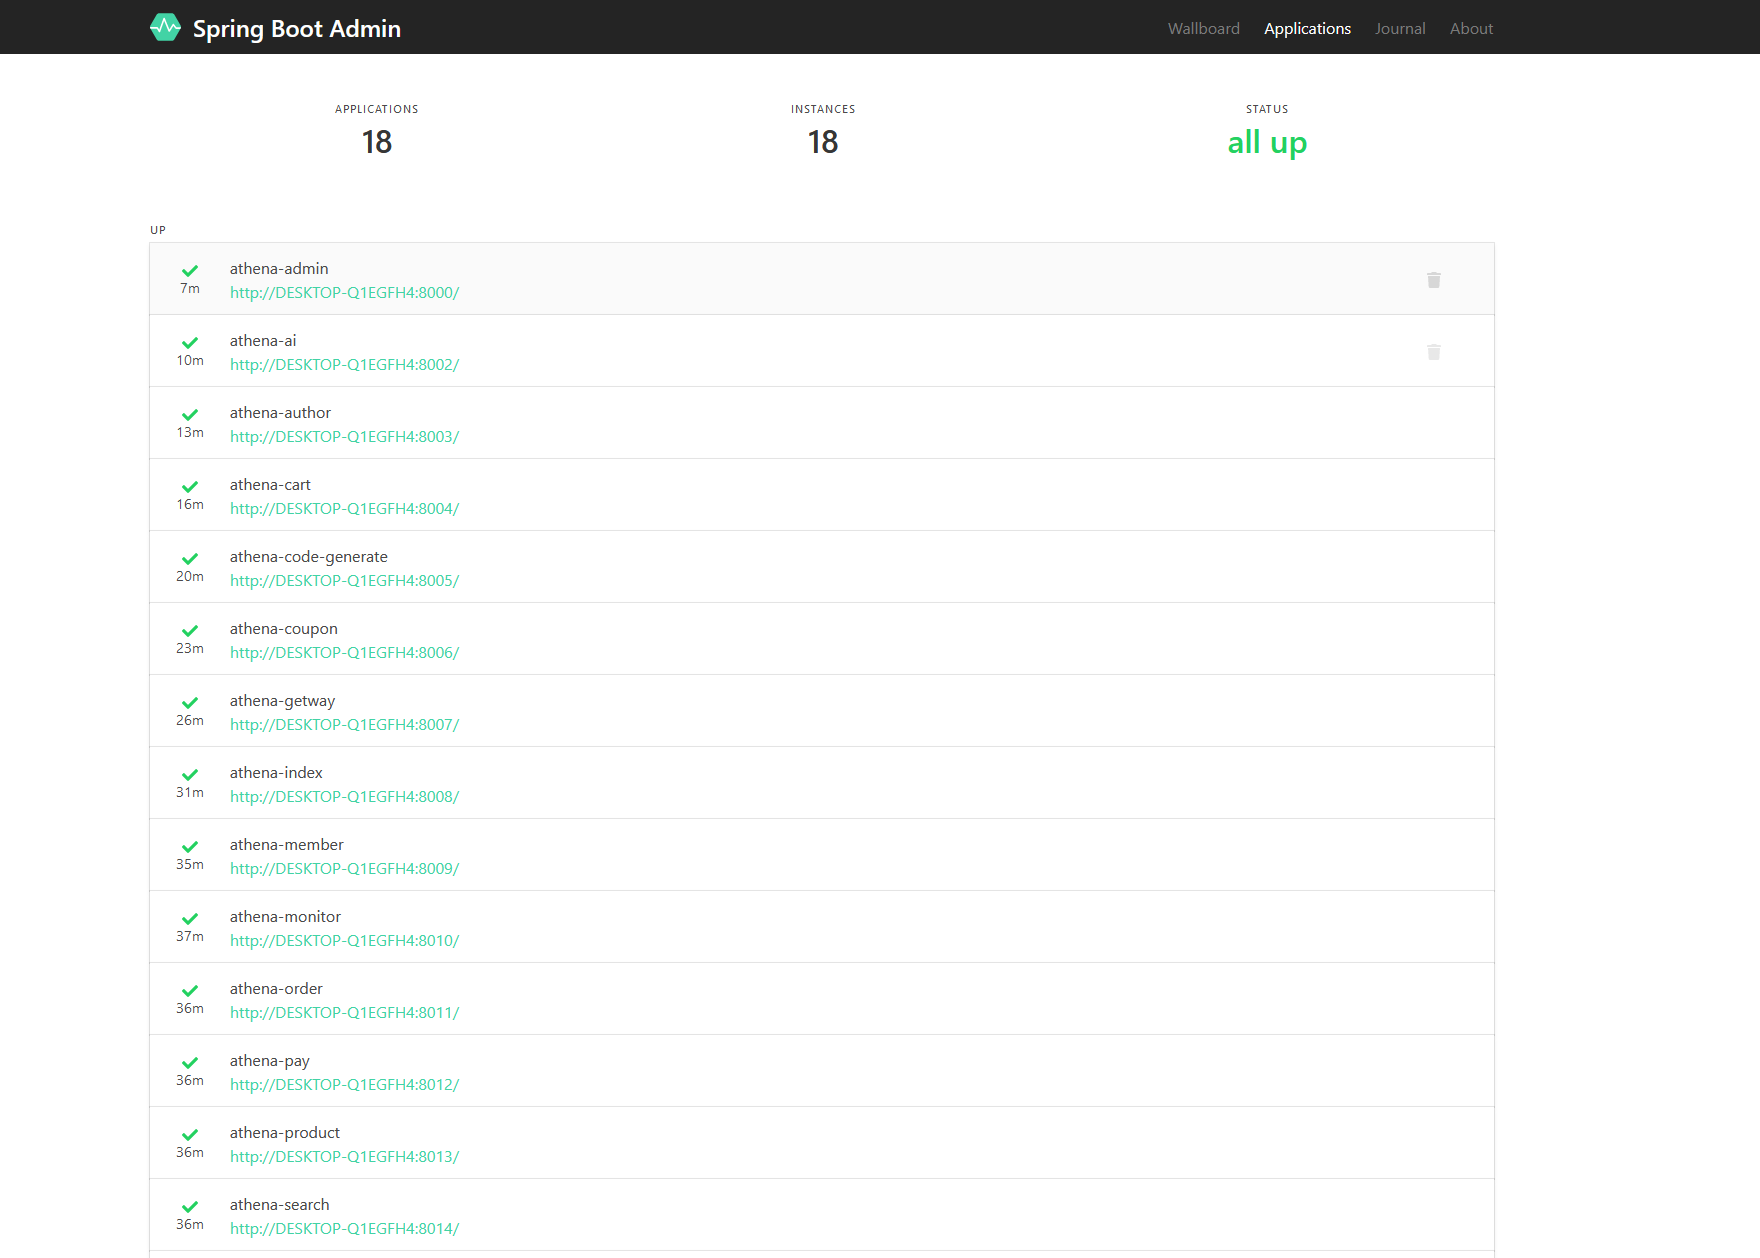 Spring Boot Admin
Wallboard Applications Journal About
APPLICATIONS
18
INSTANCES
18
STATUS
all up
UP
athena-admin
7m
http://DESKTOP-Q1EGFH4:8000/
athena-ai
10m
http://DESKTOP-Q1EGFH4:8002/
athena-author
13m
http://DESKTOP-Q1EGFH4:8003/
athena-cart
16m
http://DESKTOP-Q1EGFH4:8004/
athena-code-generate
20m
http://DESKTOP-Q1EGFH4:8005/
athena-coupon
23m
http://DESKTOP-Q1EGFH4:8006/
athena-getway
26m
http://DESKTOP-Q1EGFH4:8007/
athena-index
31m
http://DESKTOP-Q1EGFH4:8008/
athena-member
35m
http://DESKTOP-Q1EGFH4:8009/
athena-monitor
37m
http://DESKTOP-Q1EGFH4:8010/
athena-order
36m
http://DESKTOP-Q1EGFH4:8011/
athena-pay
36m
http://DESKTOP-Q1EGFH4:8012/
athena-product
36m
http://DESKTOP-Q1EGFH4:8013/
athena-search
36m
http://DESKTOP-Q1EGFH4:8014/